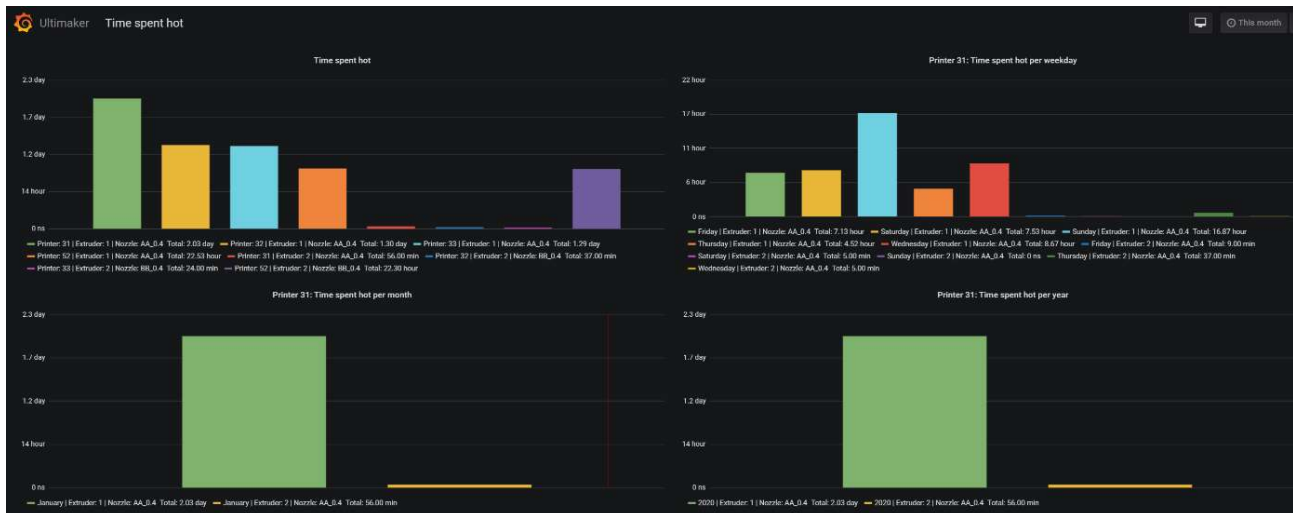 Ultimaker Time spent hot
This month
Time spent hot
2.3 day
1.7 day
1.2 day
14 hour
0 ns
Printer: 31 | Extruder: 1 | Nozzle: AA_0.4 Total: 2.03 day Printer: 32 | Extruder: 1 | Nozzle: AA_0.4 Total: 1.30 day Printer: 33 | Extruder: 1 | Nozzle: AA_0.4 Total: 1.29 day
Printer: 52 | Extruder: 1 | Nozzle: AA_0.4 Total: 22.53 hour Printer: 31 | Extruder: 2 | Nozzle: AA_0.4 Total: 56.00 min Printer: 32 | Extruder: 2 | Nozzle: BB_0.4 Total: 37.00 min
Printer: 33 | Extruder: 2 | Nozzle: BB_0.4 Total: 24.00 min Printer: 52 | Extruder: 2 | Nozzle: BB_0.4 Total: 22.30 hour
Printer 31: Time spent hot per weekday
22 hour
17 hour
11 hour
6 hour
0 ns
Friday | Extruder: 1 | Nozzle: AA_0.4 Total: 7.13 hour Saturday | Extruder: 1 | Nozzle: AA_0.4 Total: 7.53 hour Sunday | Extruder: 1 | Nozzle: AA_0.4 Total: 16.87 hour
Thursday | Extruder: 1 | Nozzle: AA_0.4 Total: 4.52 hour Wednesday | Extruder: 1 | Nozzle: AA_0.4 Total: 8.67 hour Friday | Extruder: 2 | Nozzle: AA_0.4 Total: 9.00 min
Saturday | Extruder: 2 | Nozzle: AA_0.4 Total: 5.00 min Sunday | Extruder: 2 | Nozzle: AA_0.4 Total: 0 ns Thursday | Extruder: 2 | Nozzle: AA_0.4 Total: 37.00 min
Wednesday | Extruder: 2 | Nozzle: AA_0.4 Total: 5.00 min
Printer 31: Time spent hot per month
2.3 day
1.7 day
1.2 day
14 hour
0 ns
January | Extruder: 1 | Nozzle: AA_0.4 Total: 2.03 day January | Extruder: 2 | Nozzle: AA_0.4 Total: 56.00 min
Printer 31: Time spent hot per year
2.3 day
1.7 day
1.2 day
14 hour
0 ns
2020 | Extruder: 1 | Nozzle: AA_0.4 Total: 2.03 day 2020 | Extruder: 2 | Nozzle: AA_0.4 Total: 56.00 min